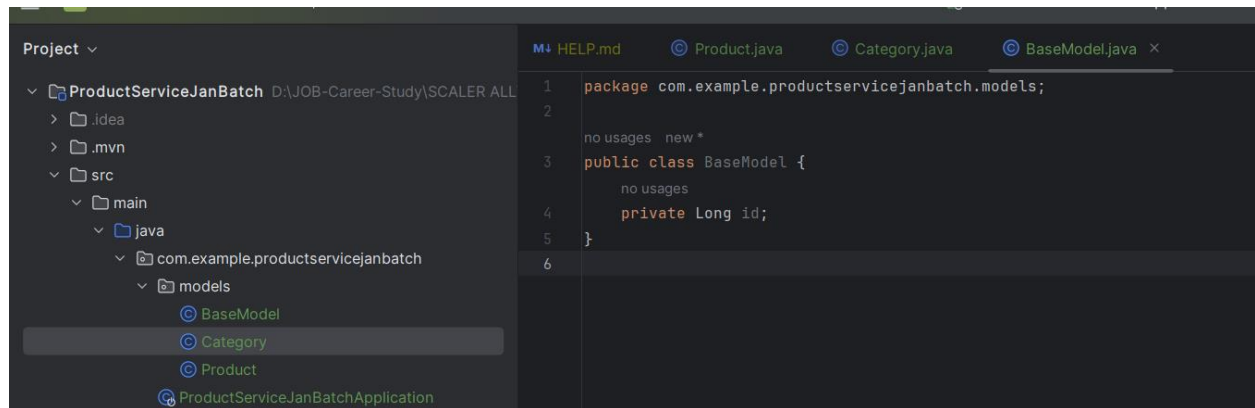 Project
ProductServiceJanBatch D:\JOB-Career-Study\SCALER ALL
.idea
.mvn
src
main
java
com.example.productservicejanbatch
models
BaseModel
Category
Product
ProductServiceJanBatchApplication
M↓ HELP.md Product.java Category.java BaseModel.java ×
1 package com.example.productservicejanbatch.models;
2
no usages new *
3 public class BaseModel {
no usages
4 private Long id;
5 }
6